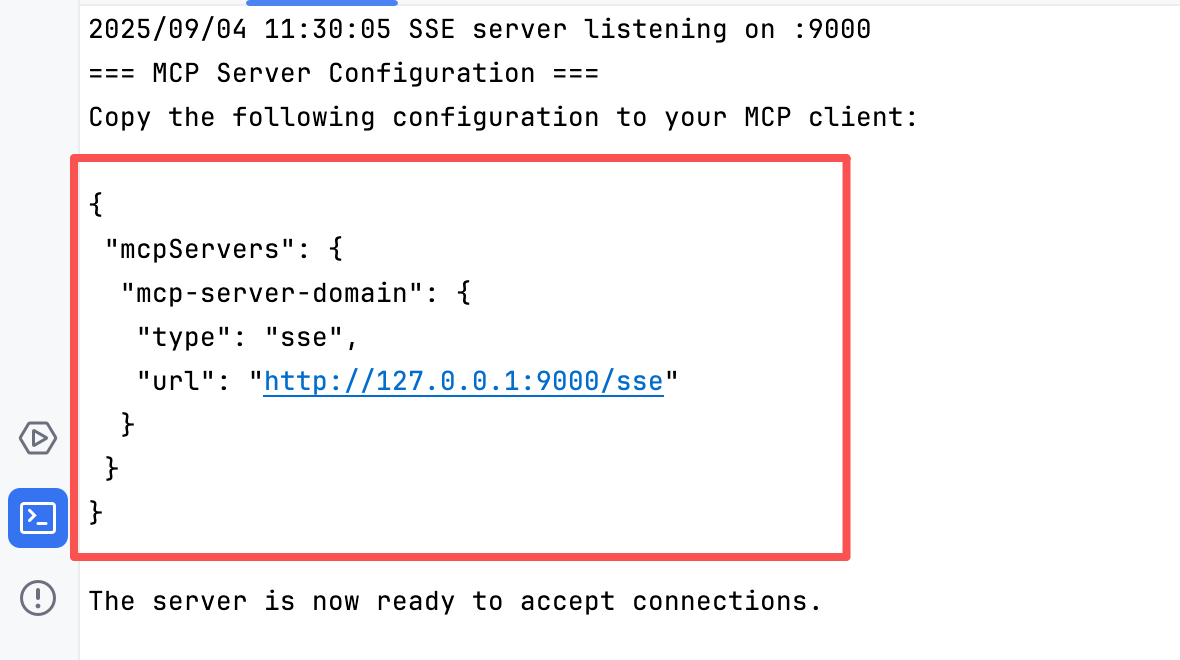 2025/09/04 11:30:05 SSE server listening on :9000
=== MCP Server Configuration ===
Copy the following configuration to your MCP client:
{
 "mcpServers": {
  "mcp-server-domain": {
   "type": "sse",
   "url": "http://127.0.0.1:9000/sse"
  }
 }
}
The server is now ready to accept connections.